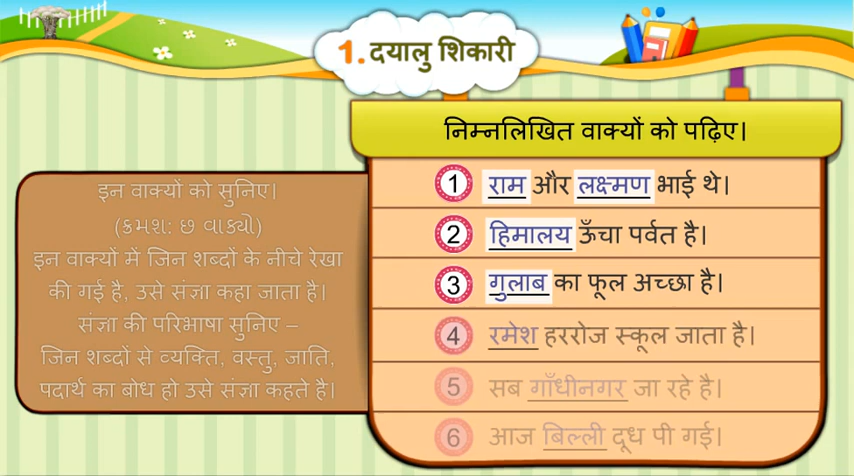 1. दयालु शिकारी
निम्नलिखित वाक्यों को पढ़िए।
इन वाक्यों को सुनिए।
(ક્રમશ: છ વાક્યો)
इन वाक्यों में जिन शब्दों के नीचे रेखा
की गई है, उसे संज्ञा कहा जाता है।
संज्ञा की परिभाषा सुनिए –
जिन शब्दों से व्यक्ति, वस्तु, जाति,
पदार्थ का बोध हो उसे संज्ञा कहते है।
1 राम और लक्ष्मण भाई थे।
2 हिमालय ऊँचा पर्वत है।
3 गुलाब का फूल अच्छा है।
4 रमेश हररोज स्कूल जाता है।
5 सब गाँधीनगर जा रहे है।
6 आज बिल्ली दूध पी गई।